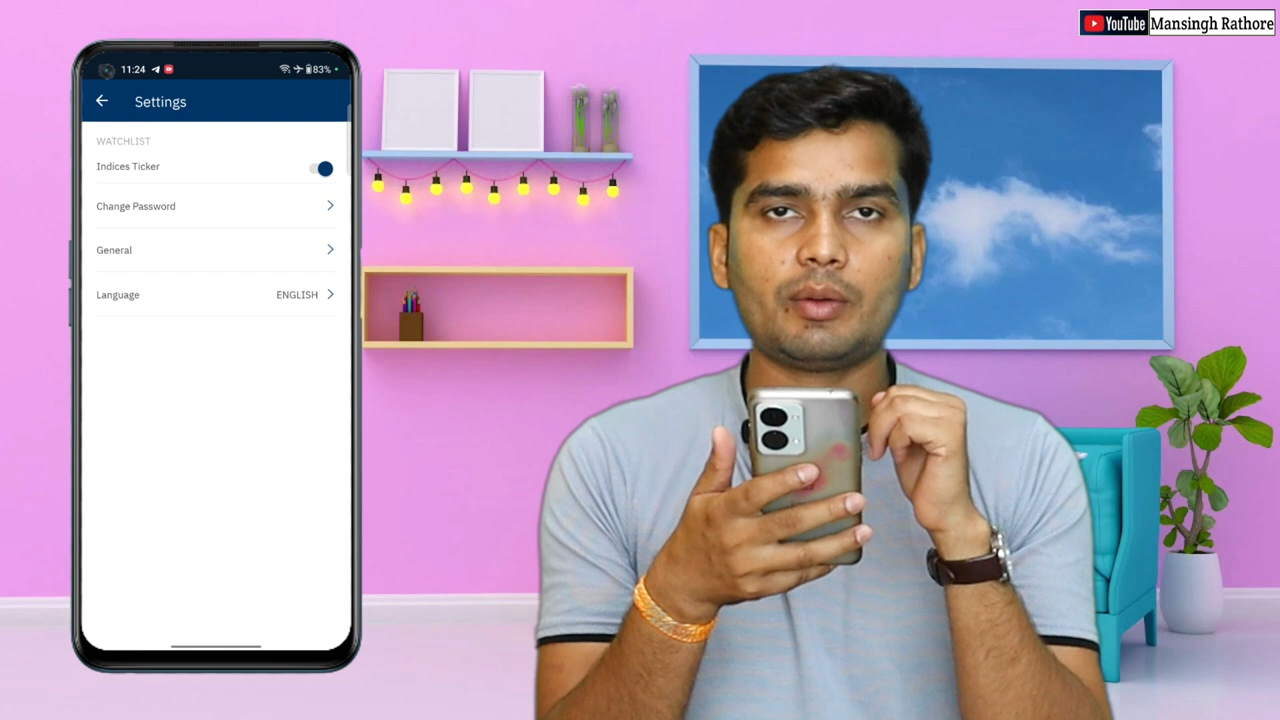 YouTube Mansingh Rathore
11:24 83%
Settings
WATCHLIST
Indices Ticker
Change Password
General
Language ENGLISH